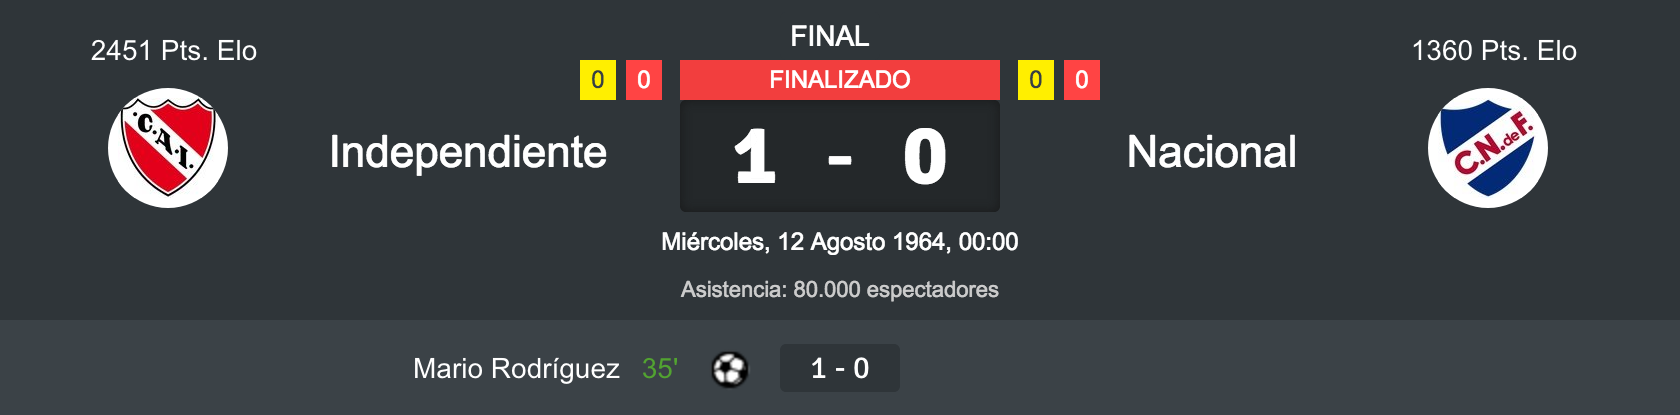 FINAL
2451 Pts. Elo
1360 Pts. Elo
0 0 FINALIZADO 0 0
C.A.I.
Independiente 1 - 0 Nacional
C.N.deF.
Miércoles, 12 Agosto 1964, 00:00
Asistencia: 80.000 espectadores
Mario Rodríguez 35' 1 - 0